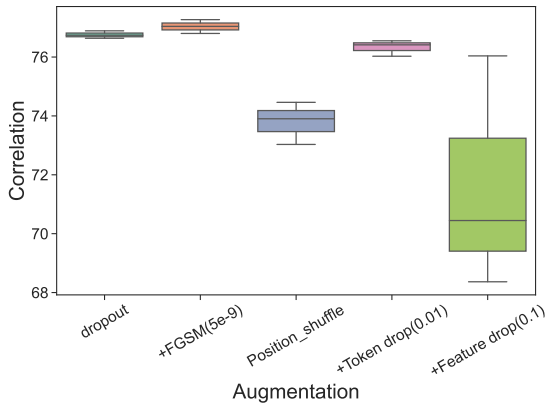 Correlation
76
74
72
70
68
dropout
+FGSM(5e-9)
Position_shuffle
+Token drop(0.01)
+Feature drop(0.1)
Augmentation